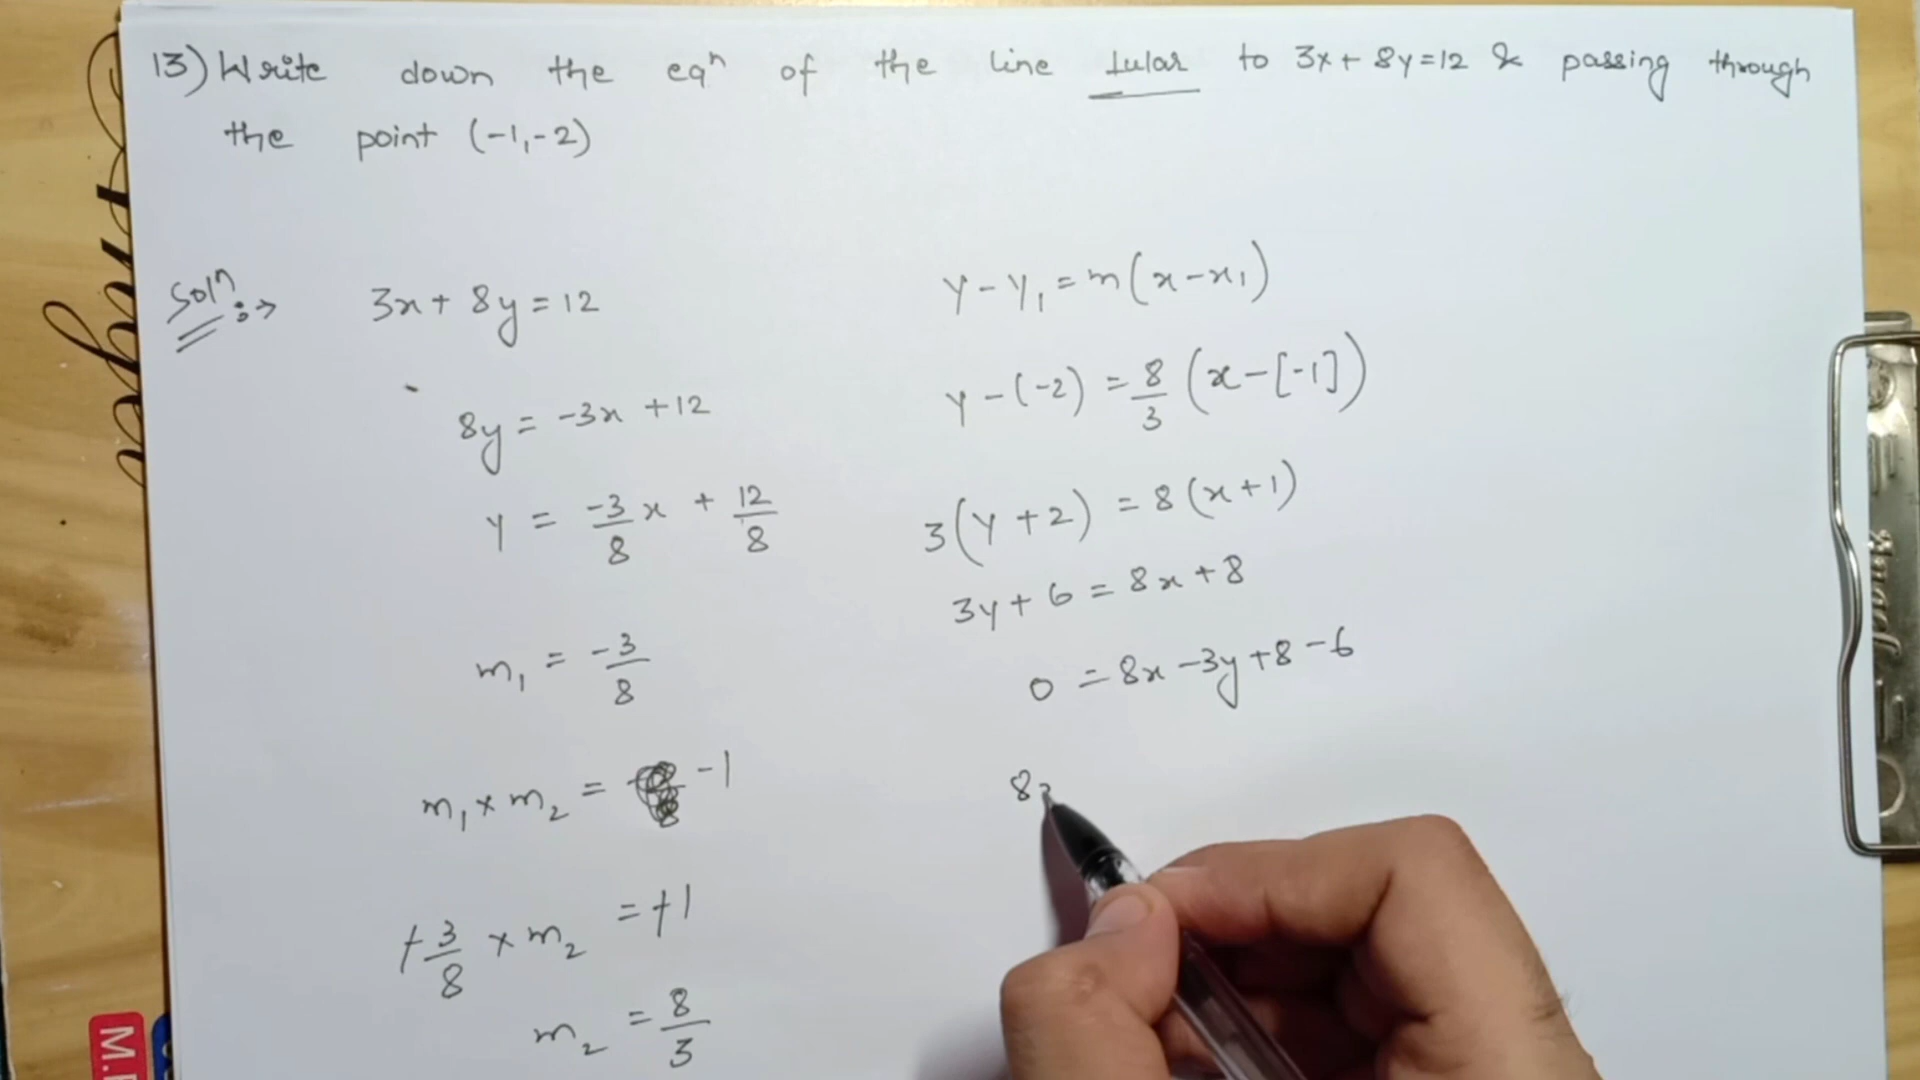 13) Write down the eqⁿ of the line ⊥ular to 3x + 8y = 12 & passing through
the point (-1, -2)
Solⁿ :→ 3x + 8y = 12
8y = -3x + 12
y = -3/8 x + 12/8
m₁ = -3/8
m₁ × m₂ = -1
-3/8 × m₂ = -1
m₂ = 8/3
y - y₁ = m(x - x₁)
y - (-2) = 8/3 (x - [-1])
3(y + 2) = 8(x + 1)
3y + 6 = 8x + 8
0 = 8x - 3y + 8 - 6
8